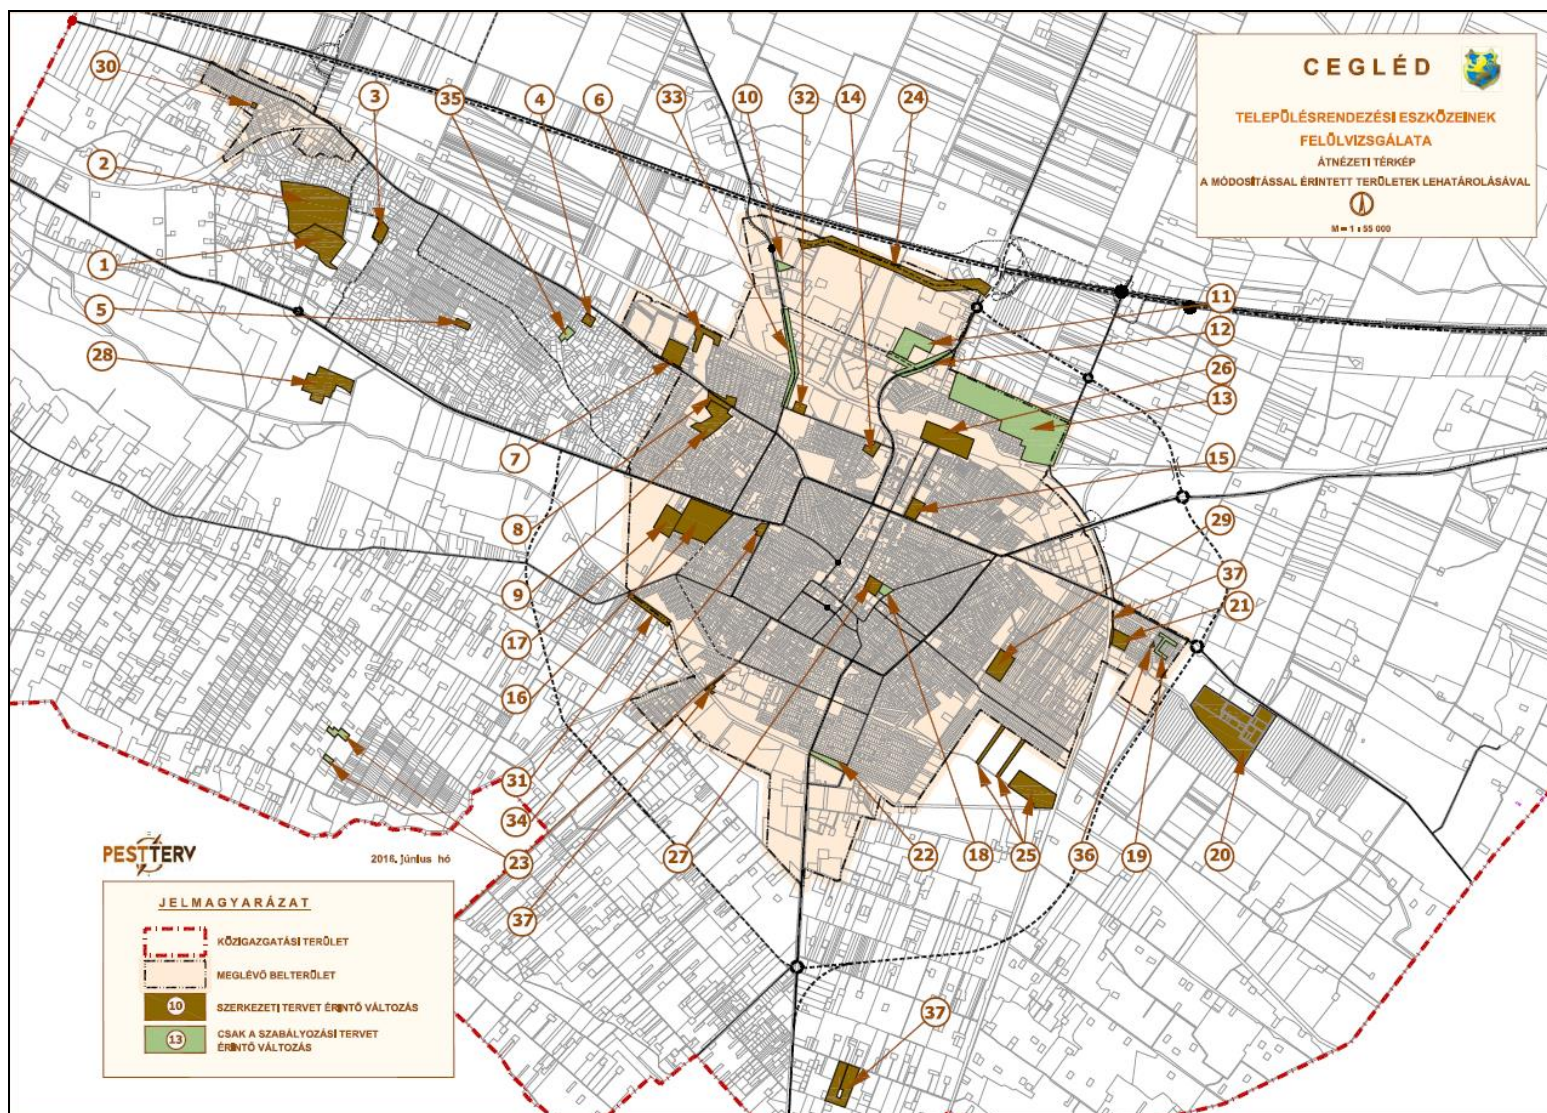 CEGLÉD
TELEPÜLÉSRENDEZÉSI ESZKÖZEINEK
FELÜLVIZSGÁLATA
ÁTNÉZETI TÉRKÉP
A MÓDOSÍTÁSSAL ÉRINTETT TERÜLETEK LEHATÁROLÁSÁVAL
M = 1 : 55 000
30
3
35
4
6
33
10
32
14
24
2
1
5
28
11
12
26
13
15
29
7
8
9
17
16
31
34
23
37
27
22
18
25
36
19
20
37
21
37
PESTTERV
2016. június hó
JELMAGYARÁZAT
KÖZIGAZGATÁSI TERÜLET
MEGLÉVŐ BELTERÜLET
10 SZERKEZETI TERVET ÉRINTŐ VÁLTOZÁS
13 CSAK A SZABÁLYOZÁSI TERVET
ÉRINTŐ VÁLTOZÁS